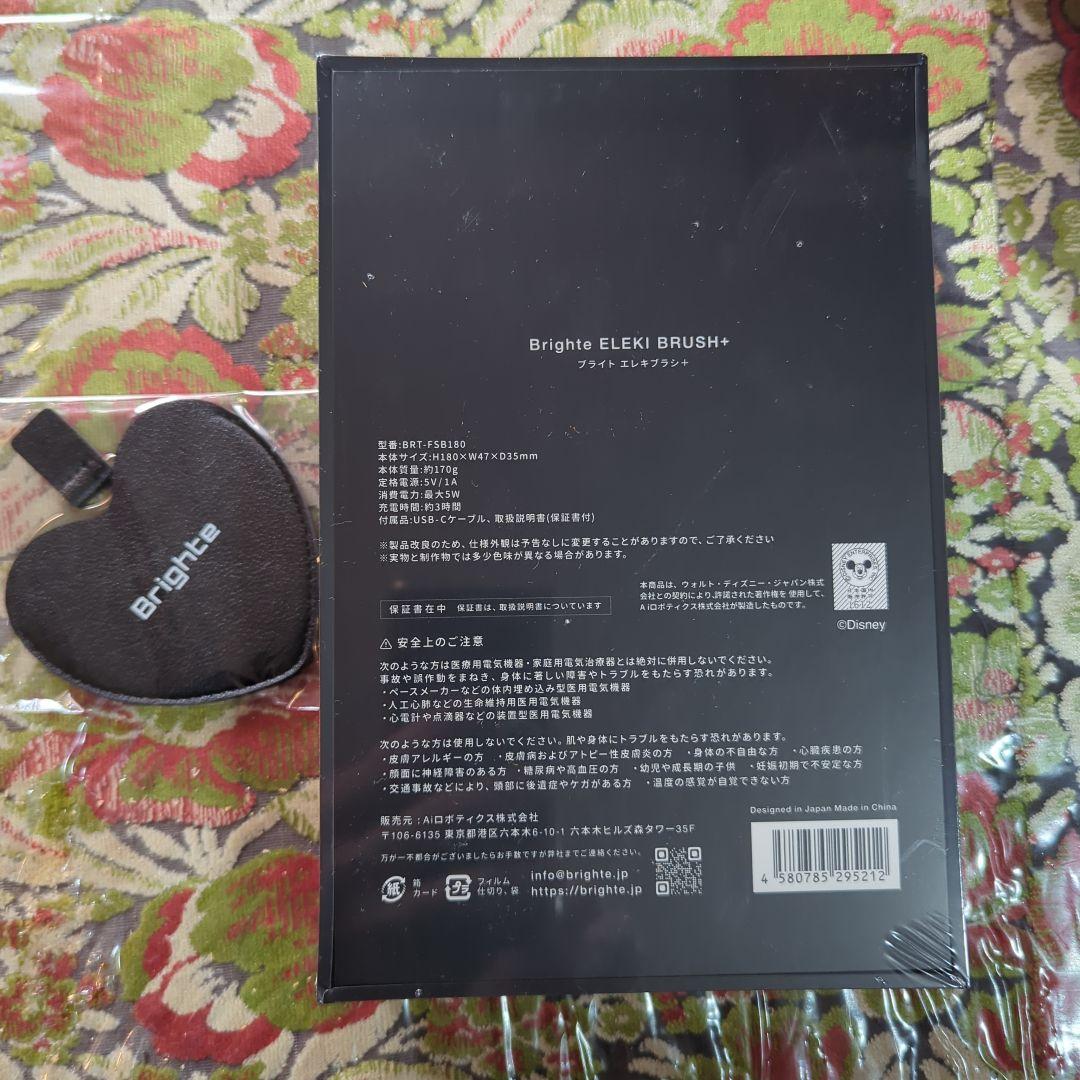 Brighte
Brighte ELEKI BRUSH+
ブライト エレキブラシ＋
型番:BRT-FSB180
本体サイズ:H180×W47×D35mm
本体質量:約170g
定格電源:5V/1A
消費電力:最大5W
充電時間:約3時間
付属品:USB-Cケーブル、取扱説明書(保証書付)
※製品改良のため、仕様外観は予告なしに変更することがありますので、ご了承ください
※実物と制作物では多少色味が異なる場合があります。
本商品は、ウォルト・ディズニー・ジャパン株式
会社との契約により、許諾された著作権を使用して、
Aiロボティクス株式会社が製造したものです。
©Disney
保証書在中 保証書は、取扱説明書についています
⚠安全上のご注意
次のような方は医療用電気機器・家庭用電気治療器とは絶対に併用しないでください。
事故や誤作動をまねき、身体に著しい障害やトラブルをもたらす恐れがあります。
・ペースメーカーなどの体内埋め込み型医用電気機器
・人工心肺などの生命維持用医用電気機器
・心電計や点滴器などの装置型医用電気機器
次のような方は使用しないでください。肌や身体にトラブルをもたらす恐れがあります。
・皮膚アレルギーの方 ・皮膚病およびアトピー性皮膚炎の方 ・身体の不自由な方 ・心臓疾患の方
・顔面に神経障害のある方 ・糖尿病や高血圧の方 ・幼児や成長期の子供 ・妊娠初期で不安定な方
・交通事故などにより、頭部に後遺症やケガがある方 ・温度の感覚が自覚できない方
Designed in Japan Made in China
販売元：Aiロボティクス株式会社
〒106-6135 東京都港区六本木6-10-1 六本木ヒルズ森タワー35F
万が一不都合がございましたらお手数ですが弊社までご連絡ください。
紙 箱 カード プラ フィルム 仕切り、袋
info@brighte.jp
https://brighte.jp
4 580785 295212